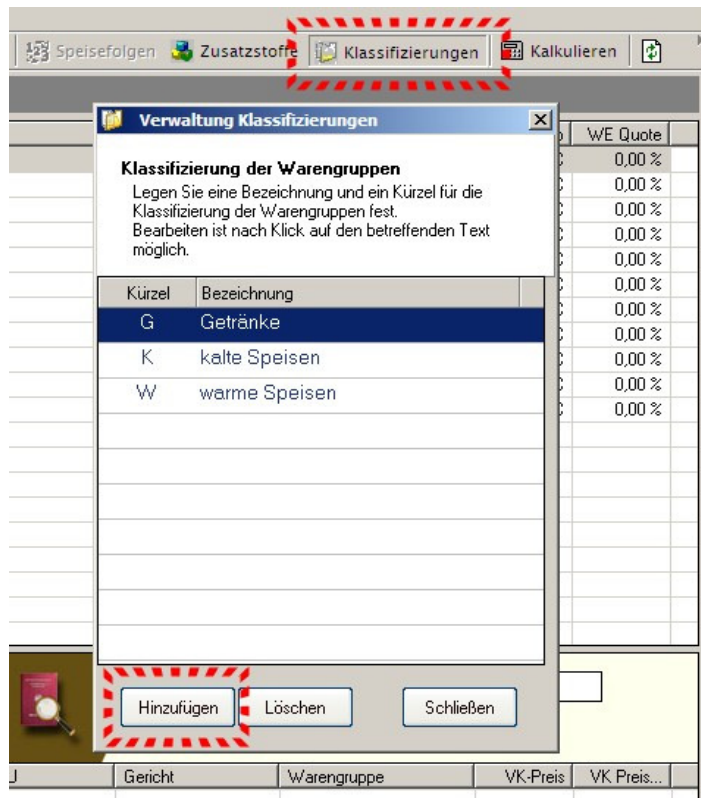 Speisefolgen Zusatzstoffe Klassifizierungen Kalkulieren
Verwaltung Klassifizierungen
WE Quote
Klassifizierung der Warengruppen
Legen Sie eine Bezeichnung und ein Kürzel für die
Klassifizierung der Warengruppen fest.
Bearbeiten ist nach Klick auf den betreffenden Text
möglich.
0,00 %
0,00 %
0,00 %
0,00 %
0,00 %
0,00 %
0,00 %
0,00 %
0,00 %
0,00 %
0,00 %
Kürzel Bezeichnung
G Getränke
K kalte Speisen
W warme Speisen
Hinzufügen Löschen Schließen
Gericht Warengruppe VK-Preis VK Preis...